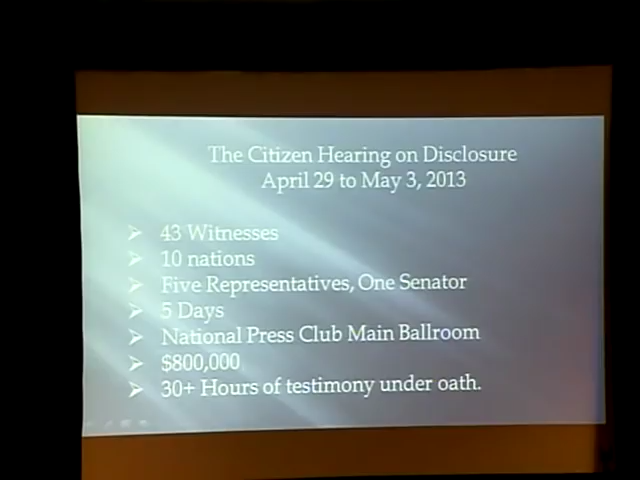 The Citizen Hearing on Disclosure
April 29 to May 3, 2013
43 Witnesses
10 nations
Five Representatives, One Senator
5 Days
National Press Club Main Ballroom
$800,000
30+ Hours of testimony under oath.